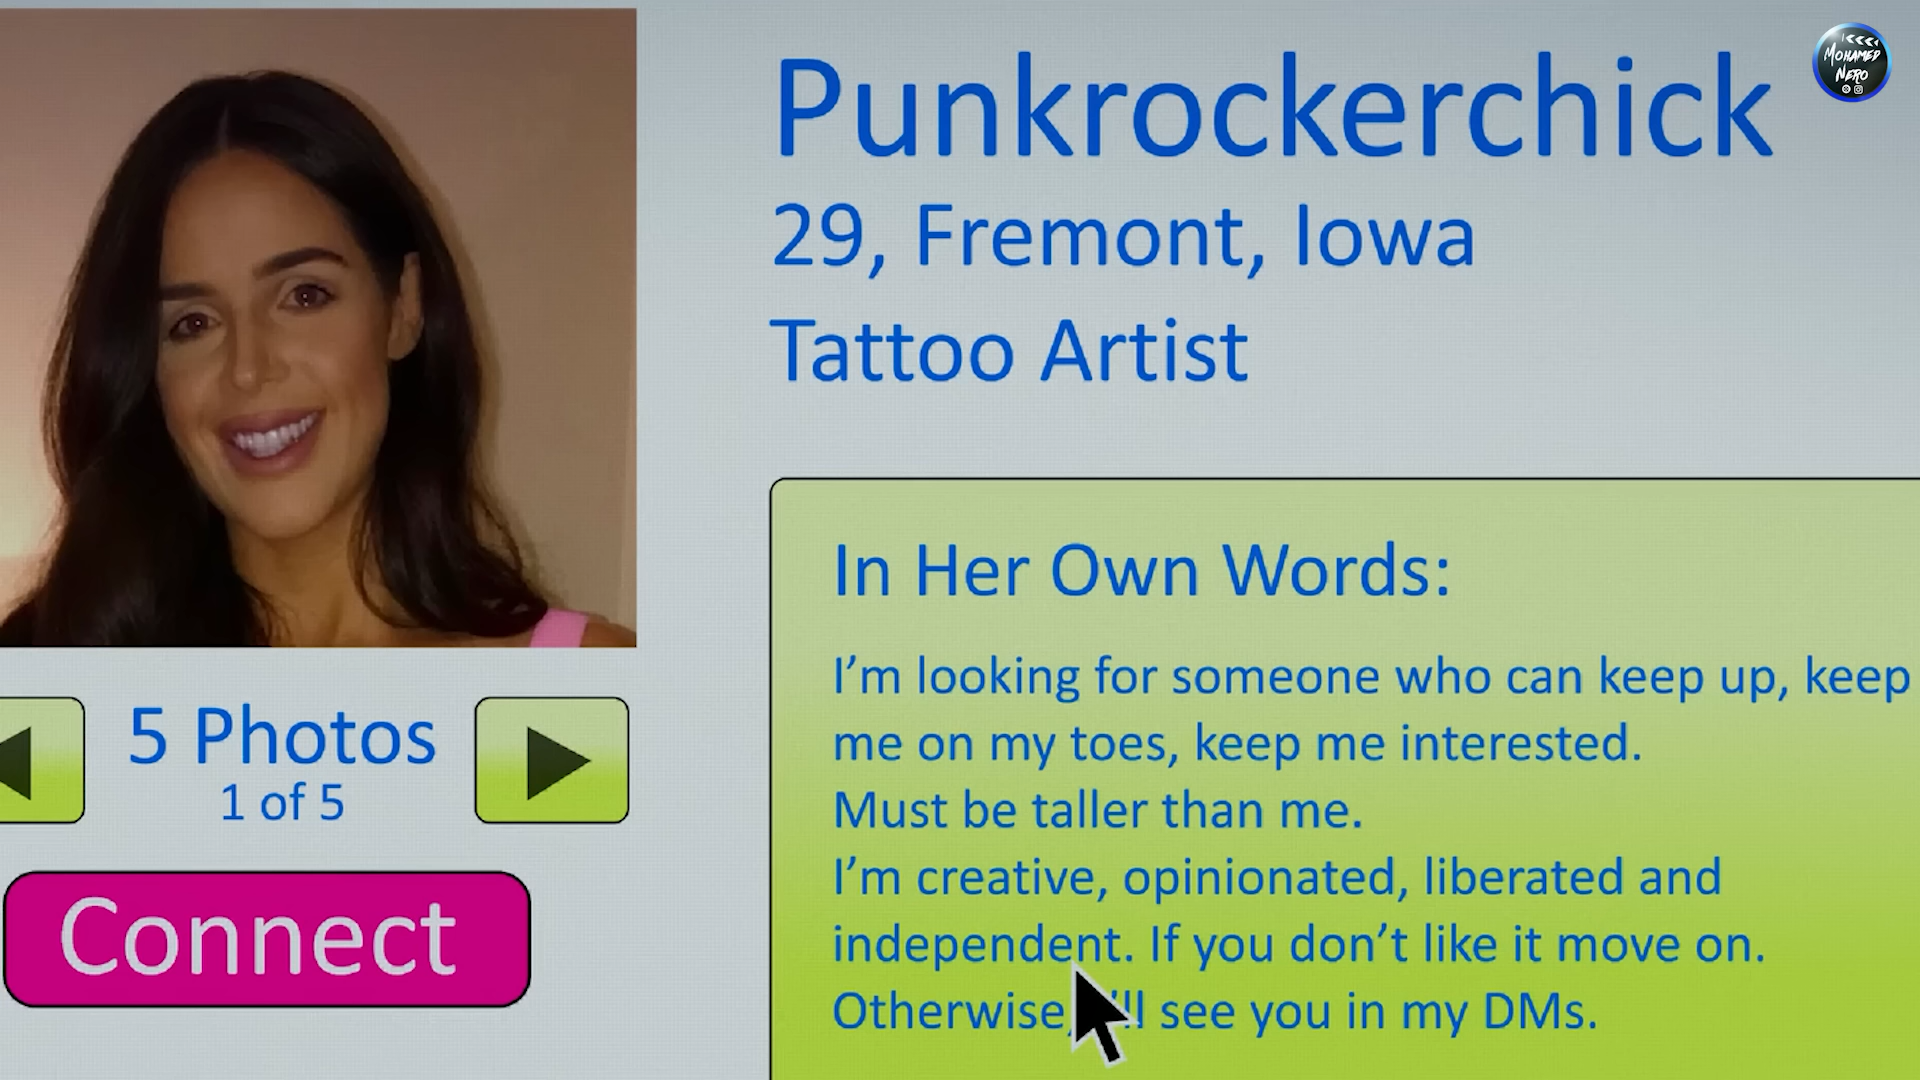 MOHAMED
NERO
Punkrockerchick
29, Fremont, Iowa
Tattoo Artist
In Her Own Words:
I’m looking for someone who can keep up, keep
me on my toes, keep me interested.
Must be taller than me.
I’m creative, opinionated, liberated and
independent. If you don’t like it move on.
Otherwise, I’ll see you in my DMs.
5 Photos
1 of 5
Connect